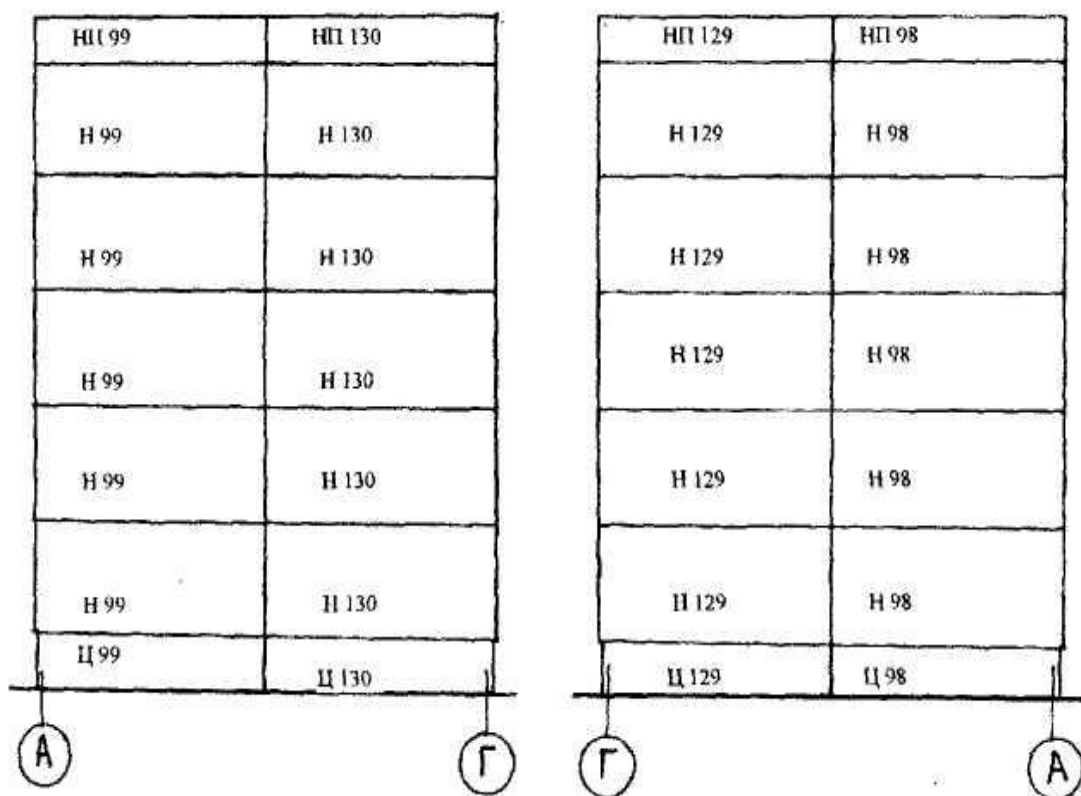 НП 99 НП 130 НП 129 НП 98
Н 99 Н 130 Н 129 Н 98
Н 99 Н 130 Н 129 Н 98
Н 99 Н 130 Н 129 Н 98
Н 99 Н 130 Н 129 Н 98
Н 99 Н 130 Н 129 Н 98
Ц 99 Ц 130 Ц 129 Ц 98
А Г Г А